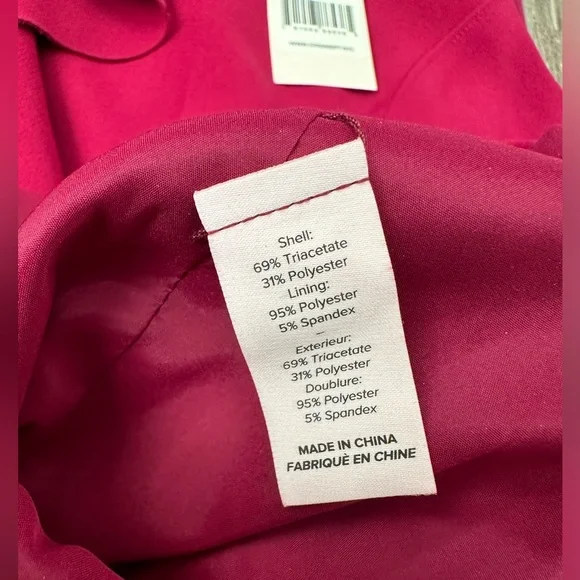 Shell:
69% Triacetate
31% Polyester
Lining:
95% Polyester
5% Spandex
–
Exterieur:
69% Triacetate
31% Polyester
Doublure:
95% Polyester
5% Spandex
MADE IN CHINA
FABRIQUÈ EN CHINE